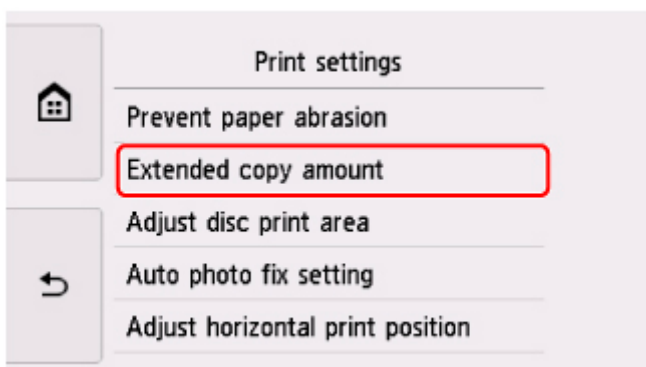 Print settings
Prevent paper abrasion
Extended copy amount
Adjust disc print area
Auto photo fix setting
Adjust horizontal print position